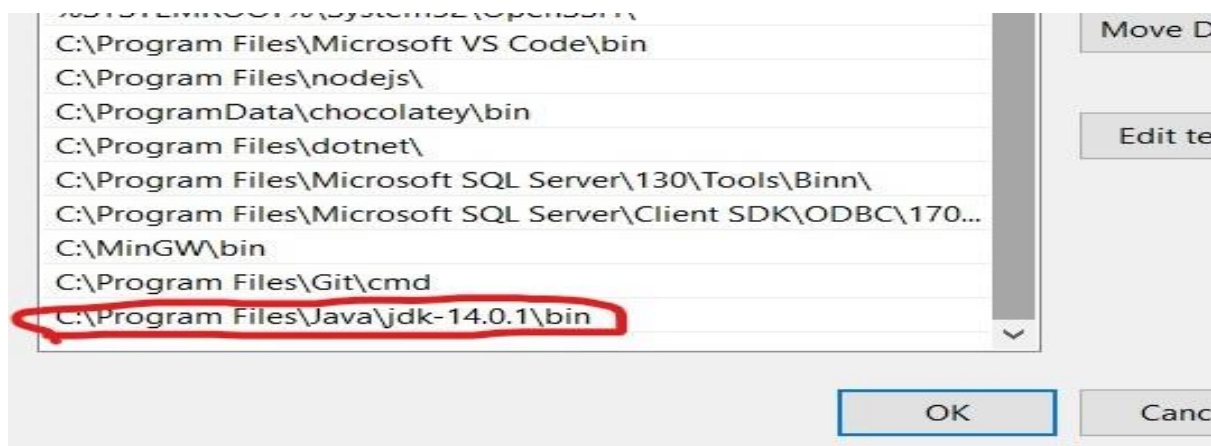 C:\Program Files\Microsoft VS Code\bin
Move D
C:\Program Files\nodejs\
C:\ProgramData\chocolatey\bin
C:\Program Files\dotnet\
Edit te
C:\Program Files\Microsoft SQL Server\130\Tools\Binn\
C:\Program Files\Microsoft SQL Server\Client SDK\ODBC\170...
C:\MinGW\bin
C:\Program Files\Git\cmd
C:\Program Files\Java\jdk-14.0.1\bin
OK
Canc